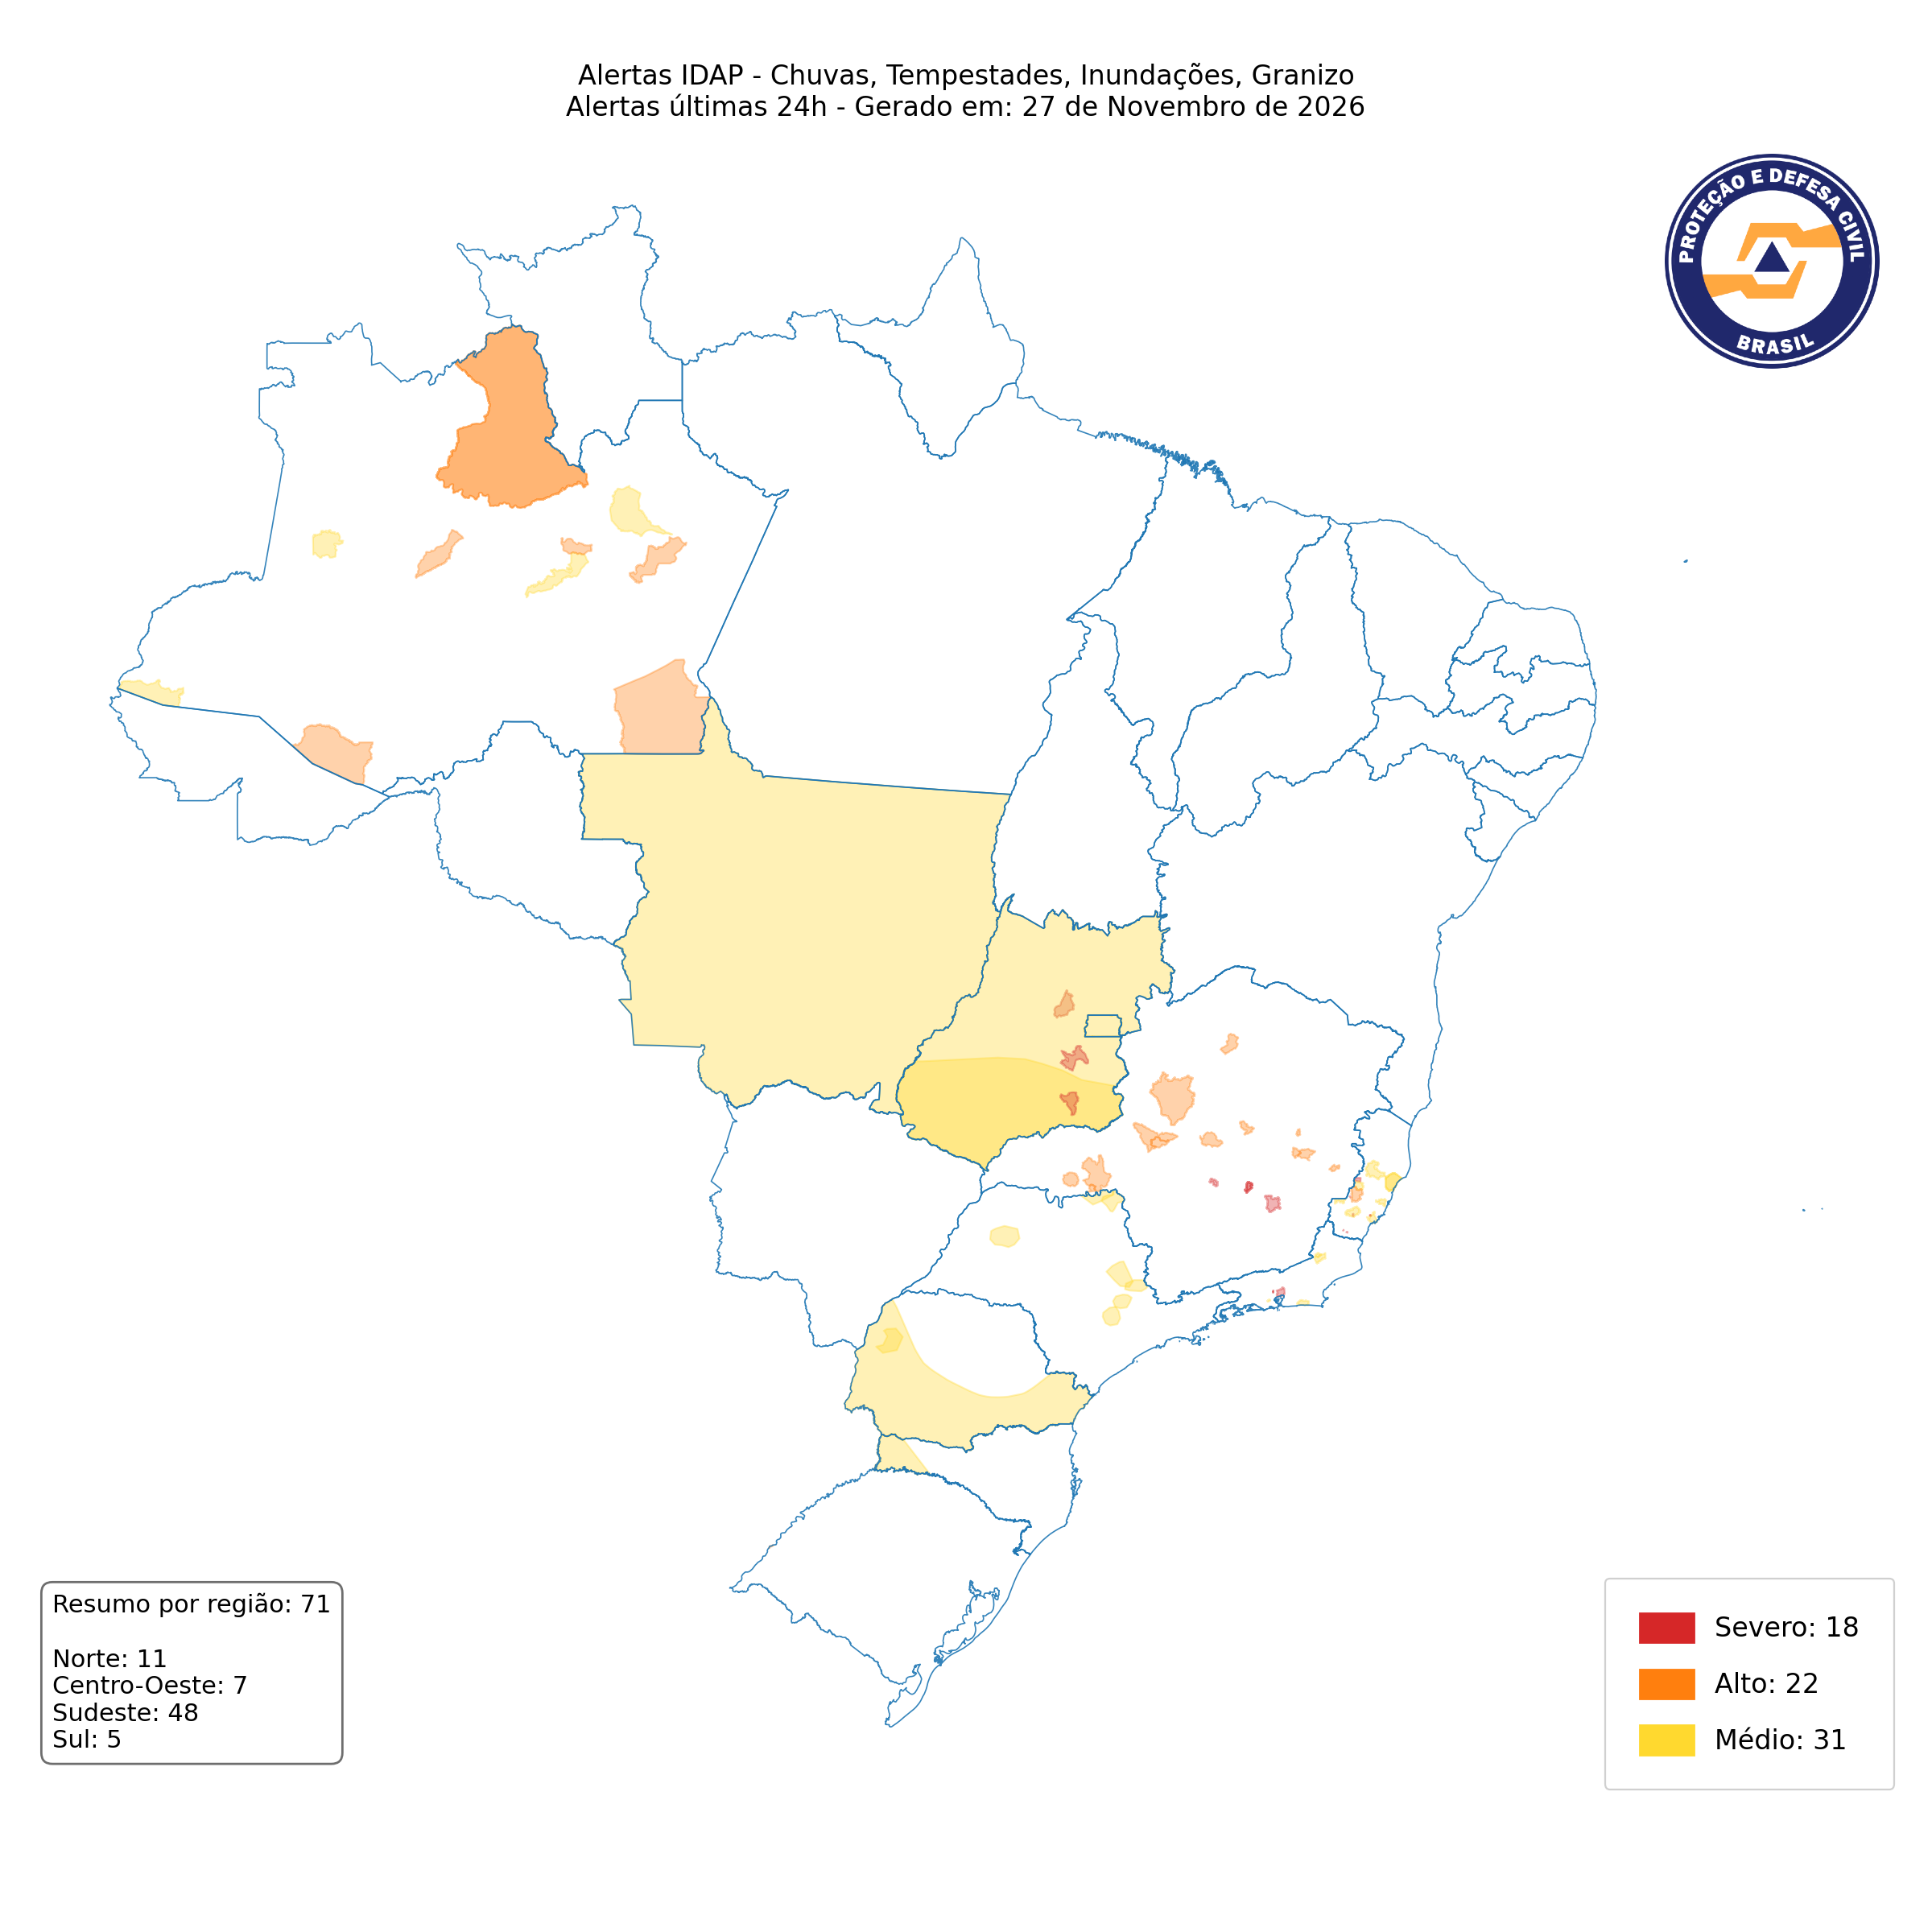 Alertas IDAP - Chuvas, Tempestades, Inundações, Granizo
Alertas últimas 24h - Gerado em: 27 de Novembro de 2026
PROTEÇÃO E DEFESA CIVIL
BRASIL
Resumo por região: 71
Norte: 11
Centro-Oeste: 7
Sudeste: 48
Sul: 5
Severo: 18
Alto: 22
Médio: 31